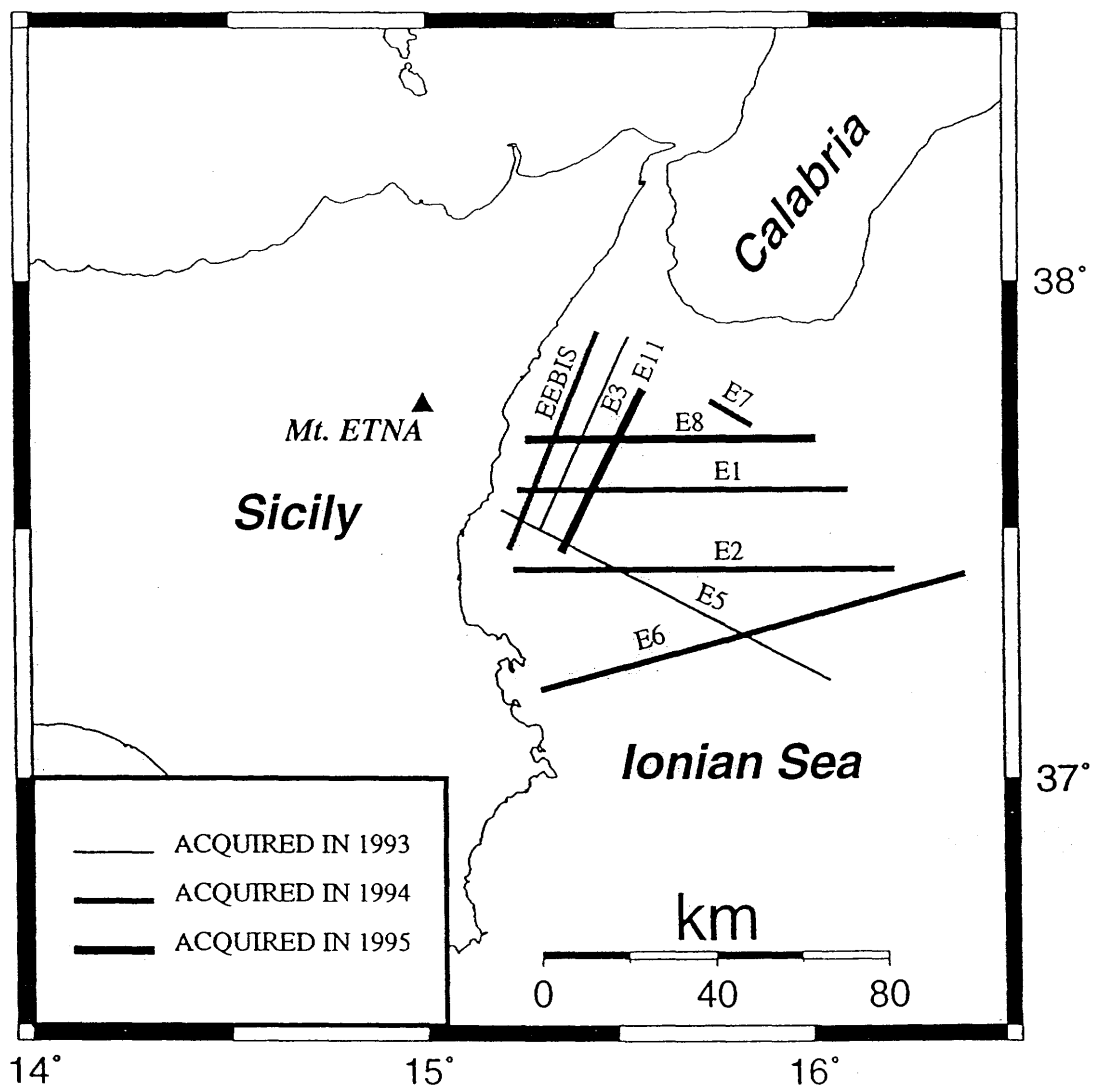 Calabria
38°
EEBIS
E3
E11
E7
Mt. ETNA
E8
E1
Sicily
E2
E5
E6
Ionian Sea
37°
ACQUIRED IN 1993
ACQUIRED IN 1994
ACQUIRED IN 1995
km
0 40 80
14° 15° 16°